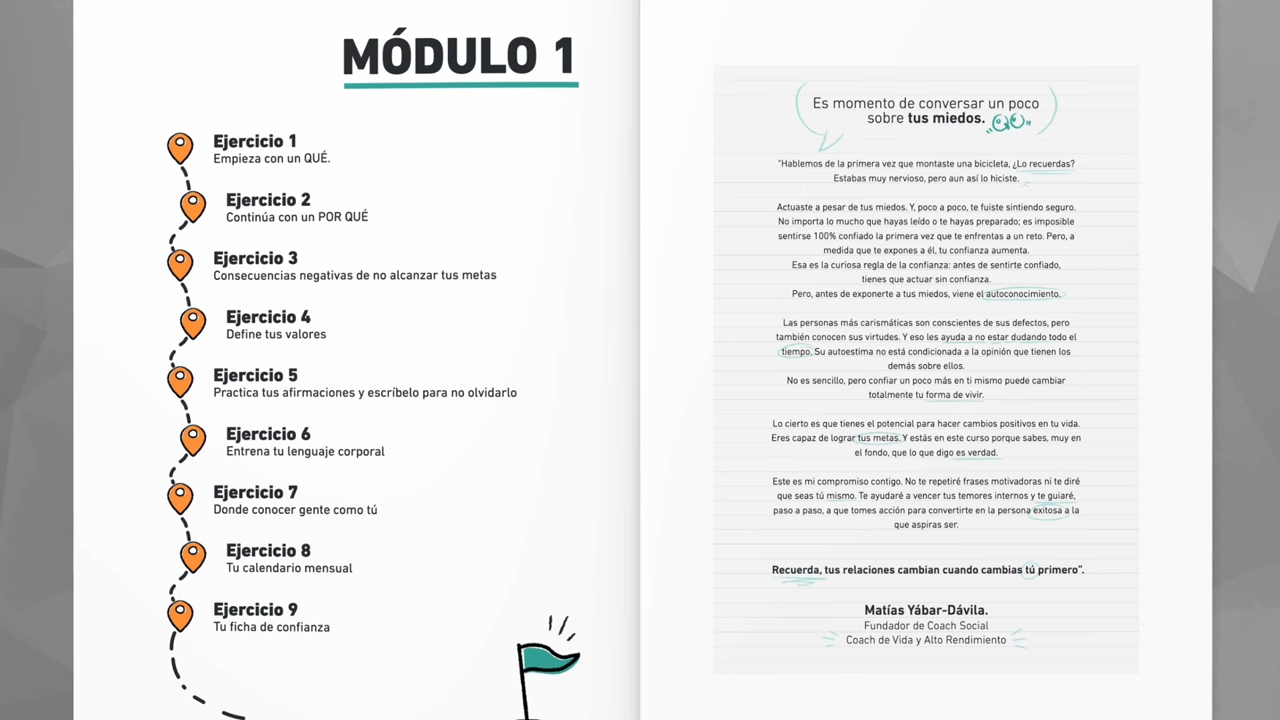 MÓDULO 1
Ejercicio 1
Empieza con un QUÉ.
Ejercicio 2
Continúa con un POR QUÉ
Ejercicio 3
Consecuencias negativas de no alcanzar tus metas
Ejercicio 4
Define tus valores
Ejercicio 5
Practica tus afirmaciones y escríbelo para no olvidarlo
Ejercicio 6
Entrena tu lenguaje corporal
Ejercicio 7
Donde conocer gente como tú
Ejercicio 8
Tu calendario mensual
Ejercicio 9
Tu ficha de confianza
Es momento de conversar un poco
sobre tus miedos.
"Hablemos de la primera vez que montaste una bicicleta, ¿Lo recuerdas?
Estabas muy nervioso, pero aun así lo hiciste.
Actuaste a pesar de tus miedos. Y, poco a poco, te fuiste sintiendo seguro.
No importa lo mucho que hayas leído o te hayas preparado; es imposible
sentirse 100% confiado la primera vez que te enfrentas a un reto. Pero, a
medida que te expones a él, tu confianza aumenta.
Esa es la curiosa regla de la confianza: antes de sentirte confiado,
tienes que actuar sin confianza.
Pero, antes de exponerte a tus miedos, viene el autoconocimiento.
Las personas más carismáticas son conscientes de sus defectos, pero
también conocen sus virtudes. Y eso les ayuda a no estar dudando todo el
tiempo. Su autoestima no está condicionada a la opinión que tienen los
demás sobre ellos.
No es sencillo, pero confiar un poco más en ti mismo puede cambiar
totalmente tu forma de vivir.
Lo cierto es que tienes el potencial para hacer cambios positivos en tu vida.
Eres capaz de lograr tus metas. Y estás en este curso porque sabes, muy en
el fondo, que lo que digo es verdad.
Este es mi compromiso contigo. No te repetiré frases motivadoras ni te diré
que seas tú mismo. Te ayudaré a vencer tus temores internos y te guiaré,
paso a paso, a que tomes acción para convertirte en la persona exitosa a la
que aspiras ser.
Recuerda, tus relaciones cambian cuando cambias tú primero".
Matías Yábar-Dávila.
Fundador de Coach Social
Coach de Vida y Alto Rendimiento